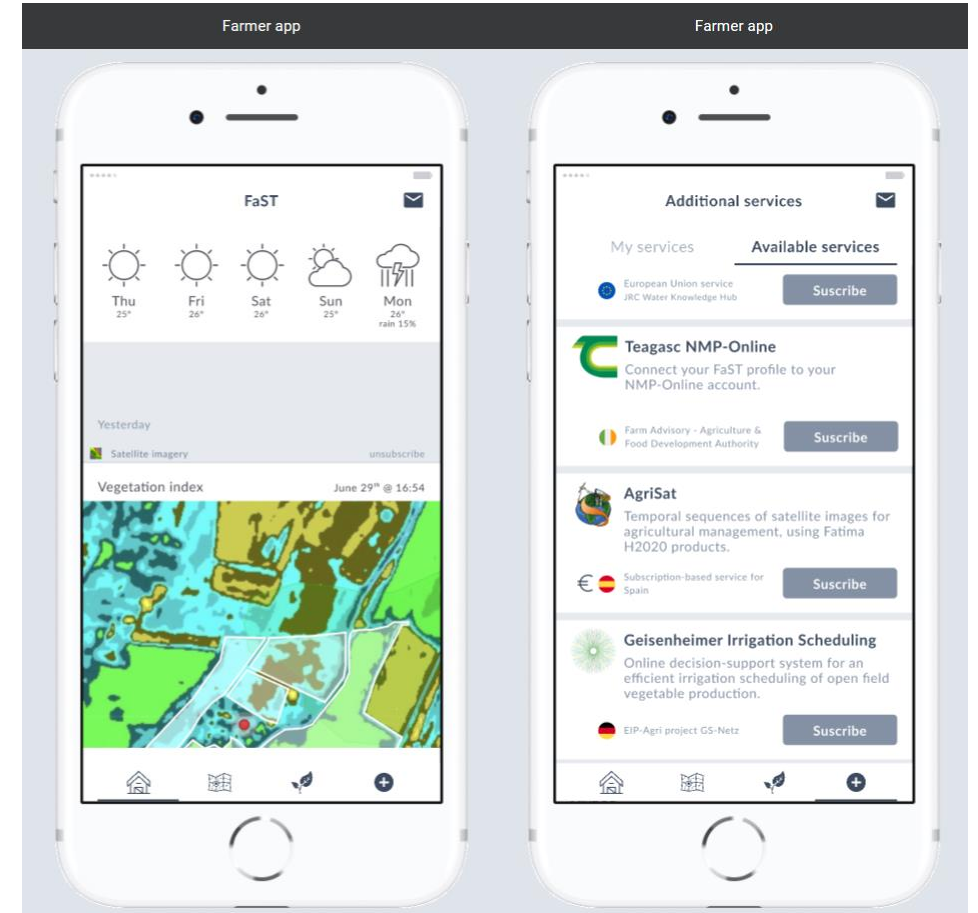 Farmer app
FaST
Thu
25°
Fri
26°
Sat
26°
Sun
25°
Mon
26°
rain 15%
Yesterday
Satellite imagery
unsubscribe
Vegetation index
June 29th @ 16:54
Farmer app
Additional services
My services
Available services
European Union service
JRC Water Knowledge Hub
Suscribe
Teagasc NMP-Online
Connect your FaST profile to your
NMP-Online account.
Farm Advisory - Agriculture &
Food Development Authority
Suscribe
AgriSat
Temporal sequences of satellite images for
agricultural management, using Fatima
H2020 products.
€
Subscription-based service for
Spain
Suscribe
Geisenheimer Irrigation Scheduling
Online decision-support system for an
efficient irrigation scheduling of open field
vegetable production.
EIP-Agri project GS-Netz
Suscribe